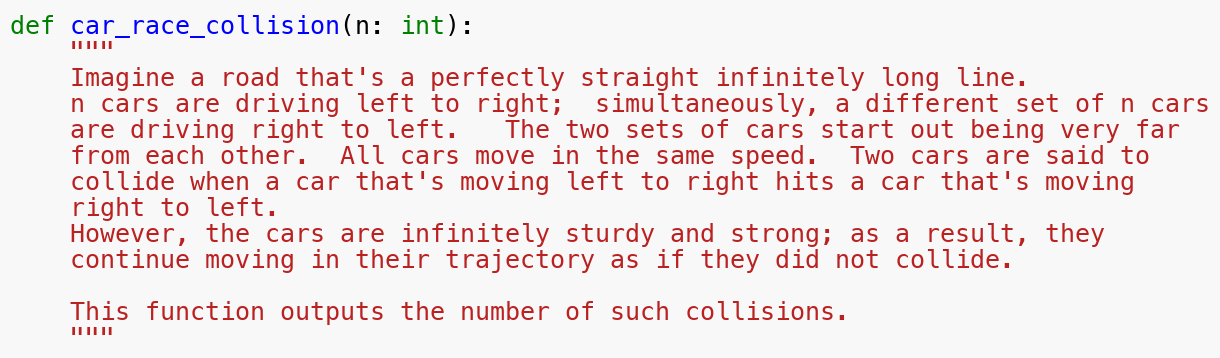 def car_race_collision(n: int):
    """
    Imagine a road that's a perfectly straight infinitely long line.
    n cars are driving left to right;  simultaneously, a different set of n cars
    are driving right to left.   The two sets of cars start out being very far
    from each other.  All cars move in the same speed.  Two cars are said to
    collide when a car that's moving left to right hits a car that's moving
    right to left.
    However, the cars are infinitely sturdy and strong; as a result, they
    continue moving in their trajectory as if they did not collide.

    This function outputs the number of such collisions.
    """